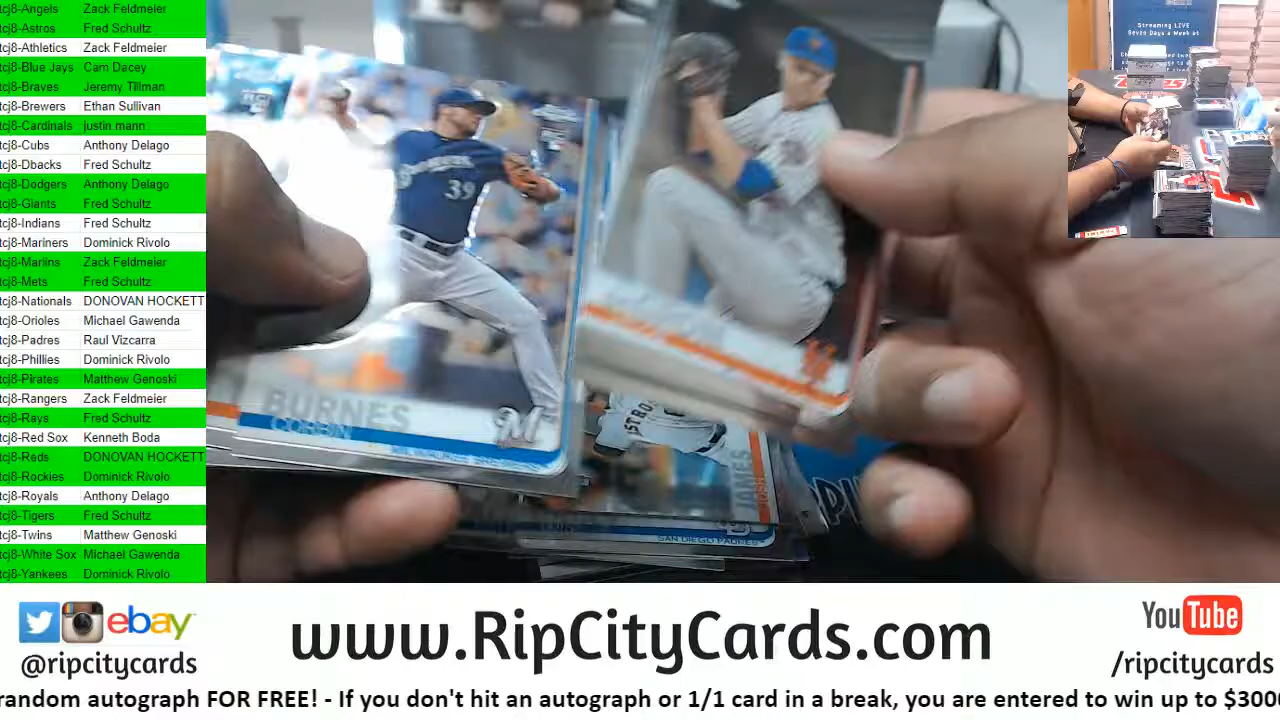 tcj8-Angels Zack Feldmeier
tcj8-Astros Fred Schultz
tcj8-Athletics Zack Feldmeier
tcj8-Blue Jays Cam Dacey
tcj8-Braves Jeremy Tillman
tcj8-Brewers Ethan Sullivan
tcj8-Cardinals justin mann
tcj8-Cubs Anthony Delago
tcj8-Dbacks Fred Schultz
tcj8-Dodgers Anthony Delago
tcj8-Giants Fred Schultz
tcj8-Indians Fred Schultz
tcj8-Mariners Dominick Rivolo
tcj8-Marlins Zack Feldmeier
tcj8-Mets Fred Schultz
tcj8-Nationals DONOVAN HOCKETT
tcj8-Orioles Michael Gawenda
tcj8-Padres Raul Vizcarra
tcj8-Phillies Dominick Rivolo
tcj8-Pirates Matthew Genoski
tcj8-Rangers Zack Feldmeier
tcj8-Rays Fred Schultz
tcj8-Red Sox Kenneth Boda
tcj8-Reds DONOVAN HOCKETT
tcj8-Rockies Dominick Rivolo
tcj8-Royals Anthony Delago
tcj8-Tigers Fred Schultz
tcj8-Twins Matthew Genoski
tcj8-White Sox Michael Gawenda
tcj8-Yankees Dominick Rivolo
39
BURNES
CORBIN
M
JAMES
JOSH
SAN DIEGO PADRES
Streaming LIVE
Seven Days a Week at
ebay
@ripcitycards
www.RipCityCards.com
YouTube
/ripcitycards
random autograph FOR FREE! - If you don't hit an autograph or 1/1 card in a break, you are entered to win up to $3000